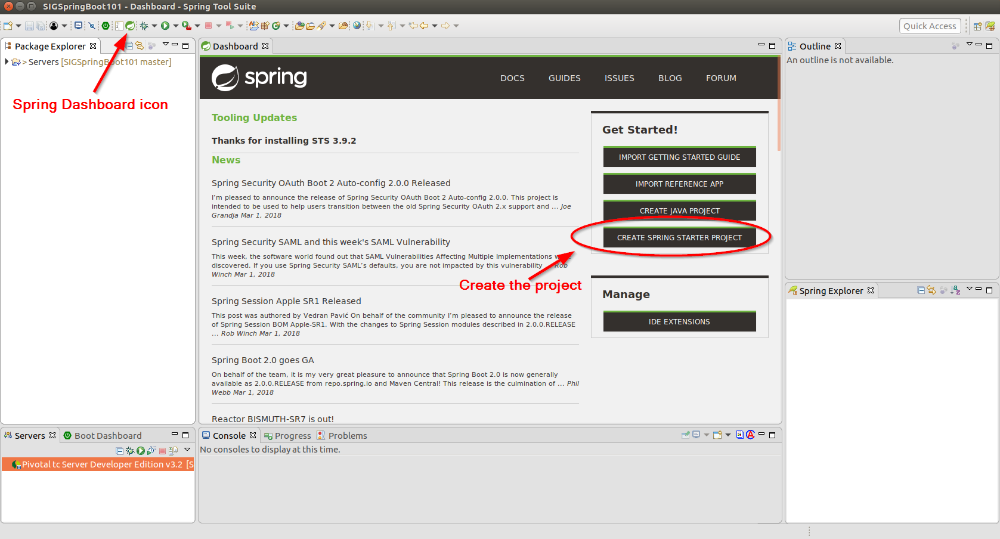 SIGSpringBoot101 - Dashboard - Spring Tool Suite
Quick Access
Package Explorer
> Servers [SIGSpringBoot101 master]
Spring Dashboard icon
Dashboard
spring
DOCS GUIDES ISSUES BLOG FORUM
Tooling Updates
Thanks for installing STS 3.9.2
News
Spring Security OAuth Boot 2 Auto-config 2.0.0 Released
I'm pleased to announce the release of Spring Security OAuth Boot 2 Auto-config 2.0.0. This project is
intended to be used to help users transition between the old Spring Security OAuth 2.x support and ... Joe
Grandja Mar 1, 2018
Spring Security SAML and this week's SAML Vulnerability
This week, the software world found out that SAML Vulnerabilities Affecting Multiple Implementations
discovered. If you use Spring Security SAML's defaults, you are not impacted by this vulnerability Rob
Winch Mar 1, 2018
Spring Session Apple SR1 Released
This post was authored by Vedran Pavić On behalf of the community I'm pleased to announce the release
of Spring Session BOM Apple-SR1. With the changes to Spring Session modules described in 2.0.0.RELEASE
... Rob Winch Mar 1, 2018
Spring Boot 2.0 goes GA
On behalf of the team, it is my very great pleasure to announce that Spring Boot 2.0 is now generally
available as 2.0.0.RELEASE from repo.spring.io and Maven Central! This release is the culmination of ... Phil
Webb Mar 1, 2018
Reactor BISMUTH-SR7 is out!
Get Started!
IMPORT GETTING STARTED GUIDE
IMPORT REFERENCE APP
CREATE JAVA PROJECT
CREATE SPRING STARTER PROJECT
Create the project
Manage
IDE EXTENSIONS
Outline
An outline is not available.
Spring Explorer
Servers
Boot Dashboard
Pivotal tc Server Developer Edition v3.2 [S
Console
Progress
Problems
No consoles to display at this time.